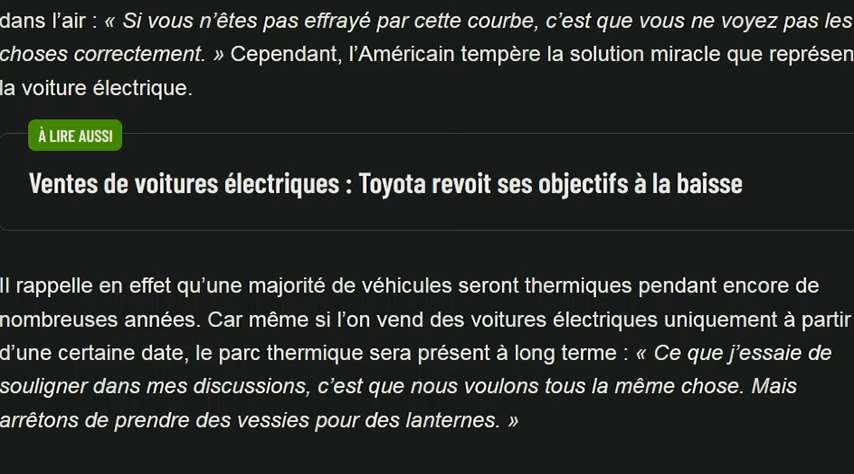 dans l’air : « Si vous n’êtes pas effrayé par cette courbe, c’est que vous ne voyez pas les
choses correctement. » Cependant, l’Américain tempère la solution miracle que représen
la voiture électrique.
À LIRE AUSSI
Ventes de voitures électriques : Toyota revoit ses objectifs à la baisse
Il rappelle en effet qu’une majorité de véhicules seront thermiques pendant encore de
nombreuses années. Car même si l’on vend des voitures électriques uniquement à partir
d’une certaine date, le parc thermique sera présent à long terme : « Ce que j’essaie de
souligner dans mes discussions, c’est que nous voulons tous la même chose. Mais
arrêtons de prendre des vessies pour des lanternes. »